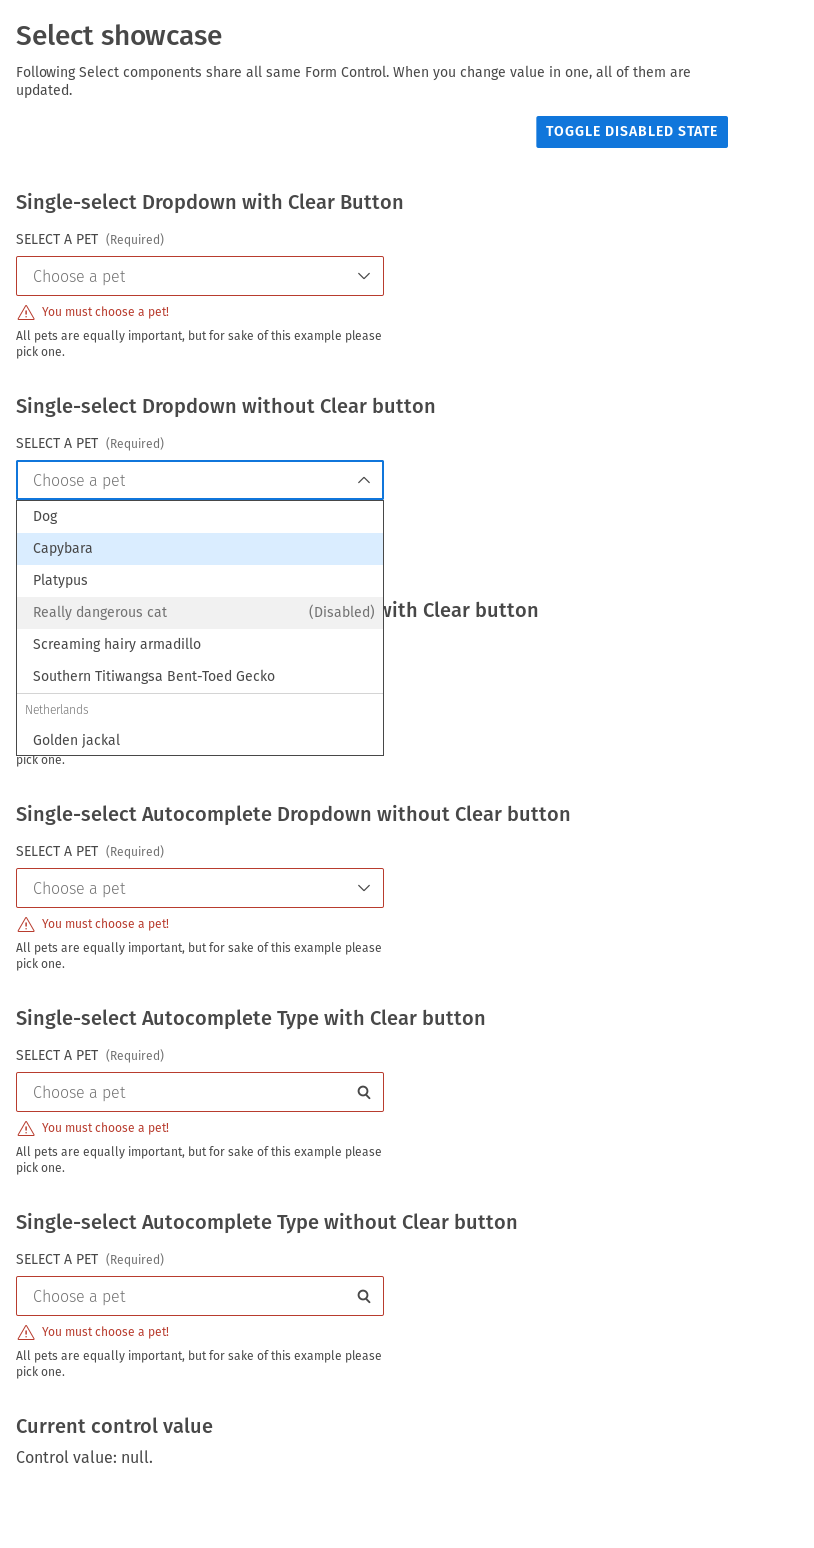 Select showcase
Following Select components share all same Form Control. When you change value in one, all of them are
updated.
TOGGLE DISABLED STATE
Single-select Dropdown with Clear Button
SELECT A PET (Required)
Choose a pet
You must choose a pet!
All pets are equally important, but for sake of this example please
pick one.
Single-select Dropdown without Clear button
SELECT A PET (Required)
Choose a pet
Dog
Capybara
Platypus
Really dangerous cat (Disabled)
with Clear button
Screaming hairy armadillo
Southern Titiwangsa Bent-Toed Gecko
Netherlands
Golden jackal
pick one.
Single-select Autocomplete Dropdown without Clear button
SELECT A PET (Required)
Choose a pet
You must choose a pet!
All pets are equally important, but for sake of this example please
pick one.
Single-select Autocomplete Type with Clear button
SELECT A PET (Required)
Choose a pet
You must choose a pet!
All pets are equally important, but for sake of this example please
pick one.
Single-select Autocomplete Type without Clear button
SELECT A PET (Required)
Choose a pet
You must choose a pet!
All pets are equally important, but for sake of this example please
pick one.
Current control value
Control value: null.